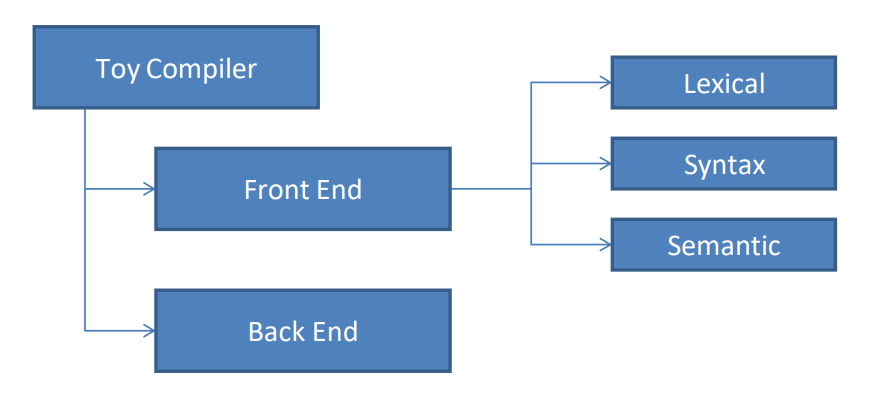 Toy Compiler
Front End
Back End
Lexical
Syntax
Semantic